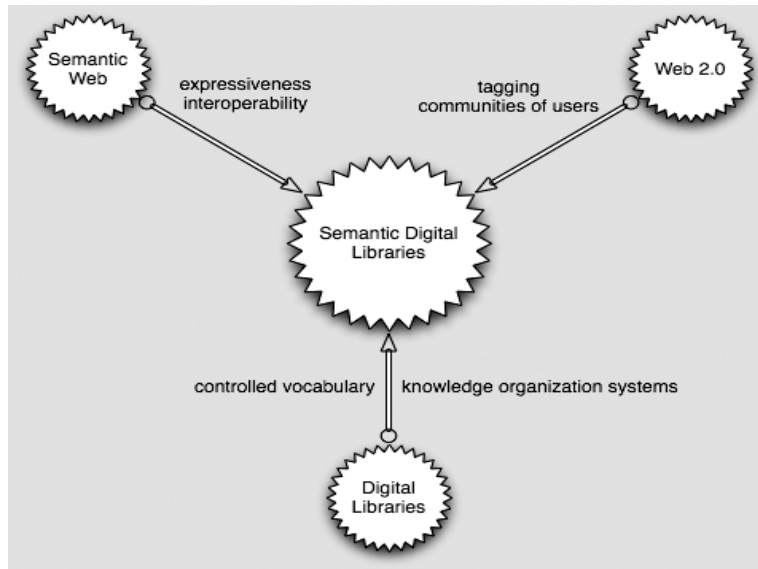 Semantic
Web
expressiveness
interoperability
tagging
communities of users
Web 2.0
Semantic Digital
Libraries
controlled vocabulary
knowledge organization systems
Digital
Libraries